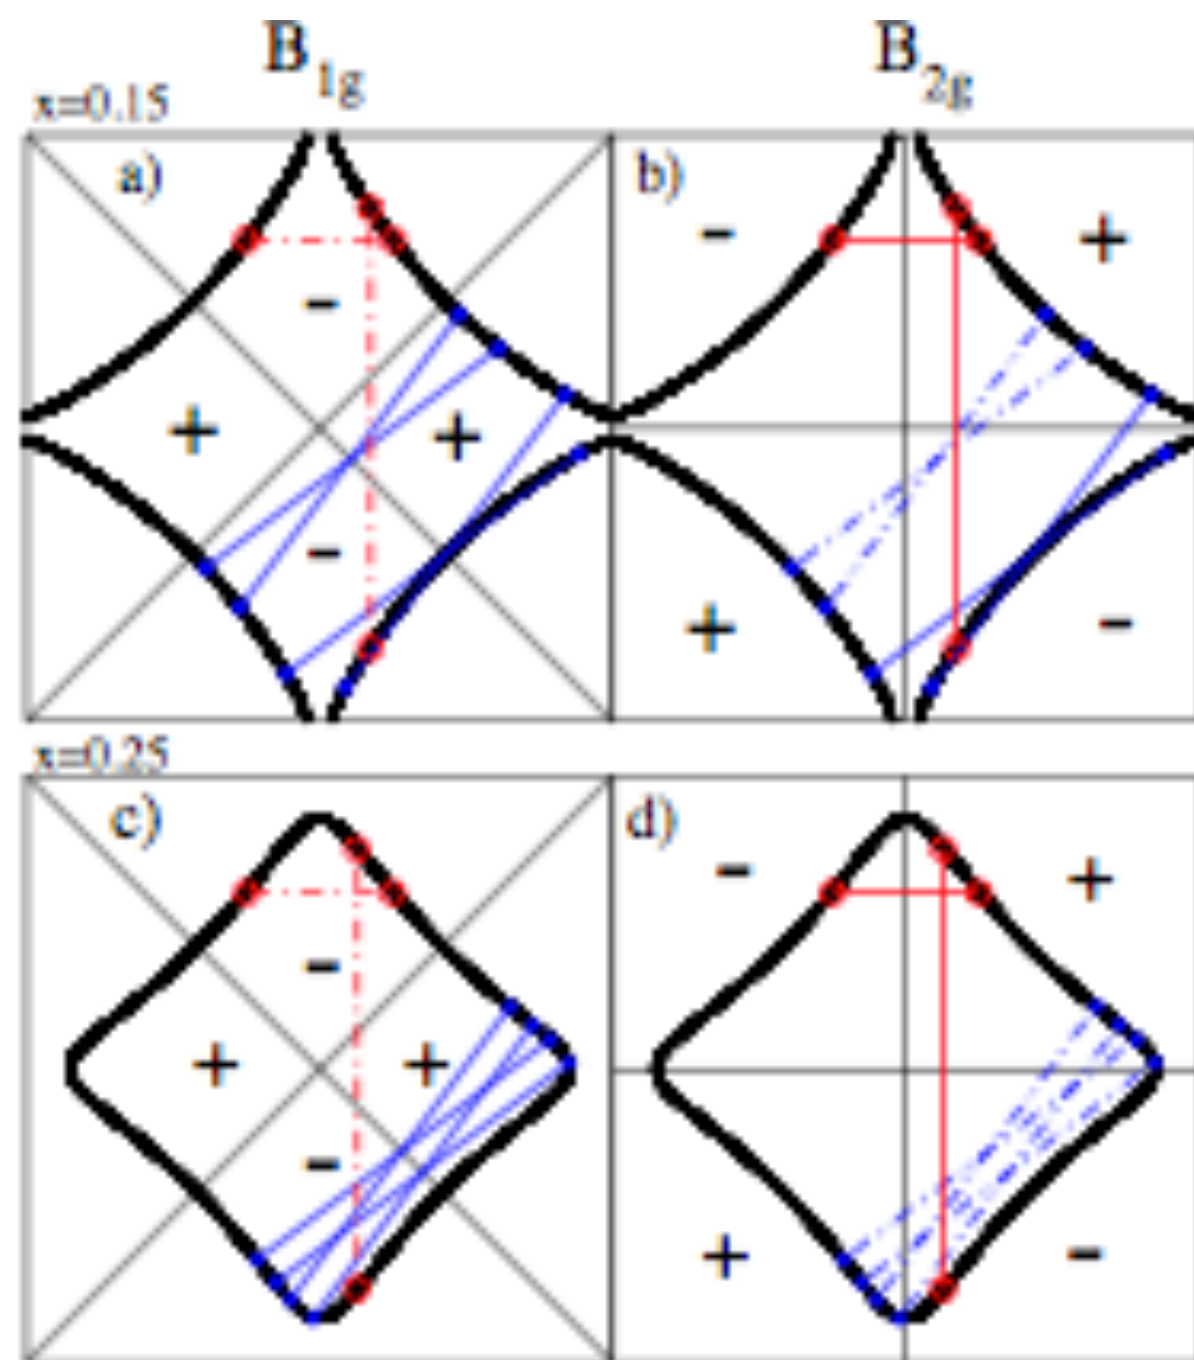 B1g B2g
x=0.15
a) b)
- - +
+ +
-
+ -
x=0.25
c) d)
- +
-
+ +
-
+ -